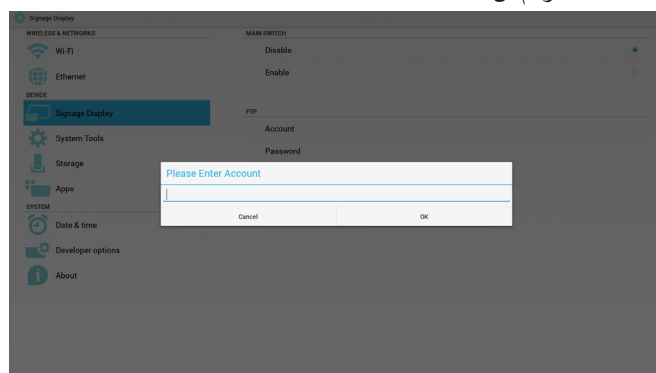 Signage Display
WIRELESS & NETWORKS
Wi-Fi
Ethernet
DEVICE
Signage Display
System Tools
Storage
Apps
SYSTEM
Date & time
Developer options
About
MAIN SWITCH
Disable
Enable
FTP
Account
Password
Please Enter Account
Cancel
OK